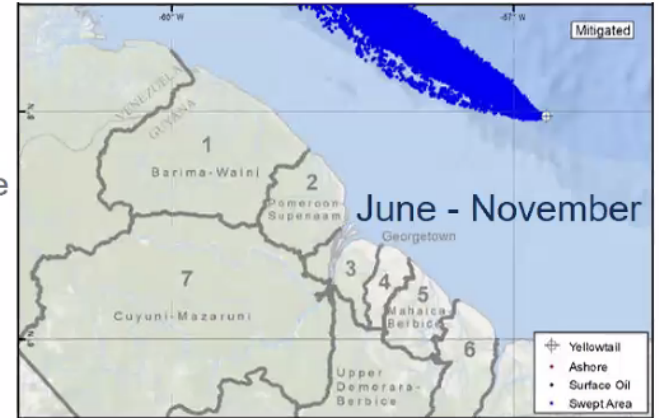 -60° W
-57° W
Mitigated
VENEZUELA
GUYANA
1
Barima-Waini
2
Pomeroon-
Supenaam
June - November
Georgetown
3
4
5
7
Mahaica
Berbice
Cuyuni-Mazaruni
6
Upper
Demerara-
Berbice
Yellowtail
Ashore
Surface Oil
Swept Area